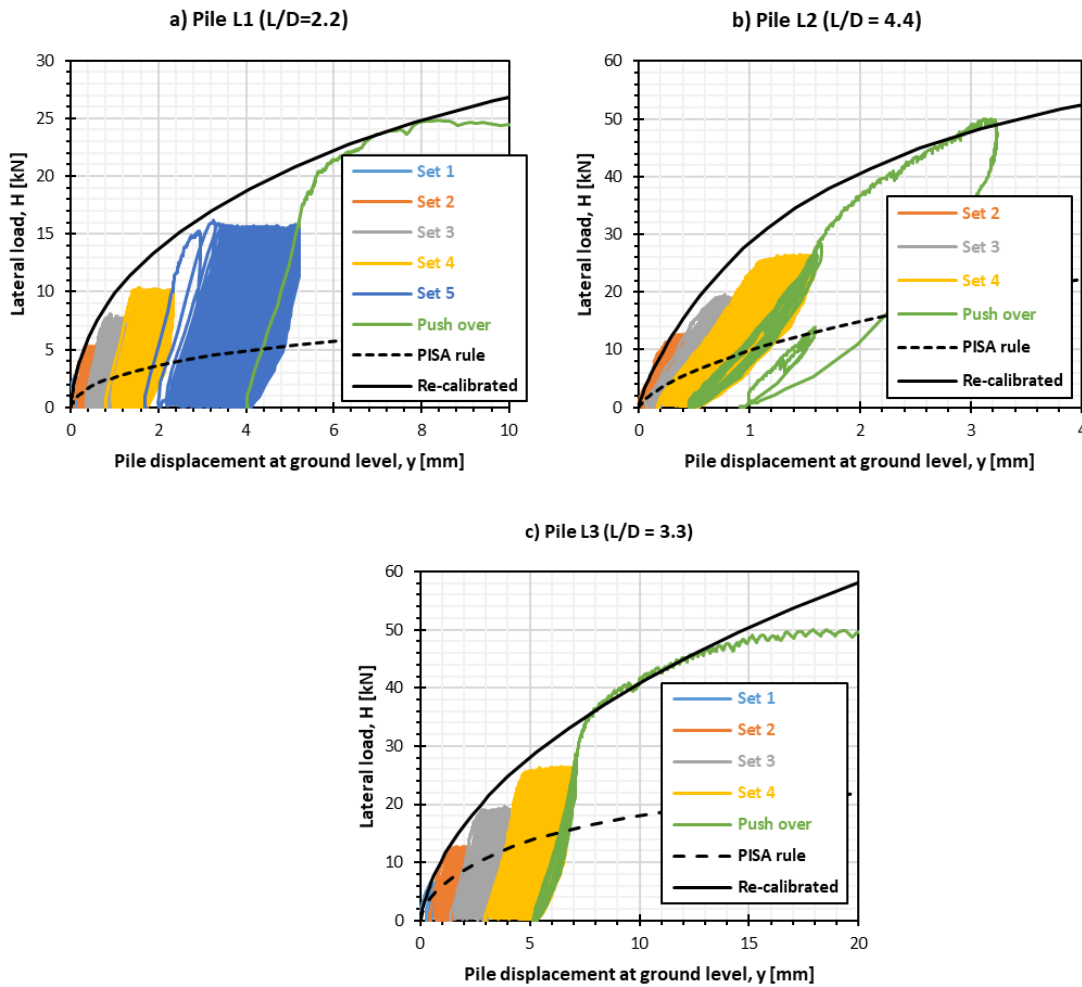 a) Pile L1 (L/D=2.2)
30
25
20
15
10
5
0
0
2
4
6
8
10
Lateral load, H [kN]
Pile displacement at ground level, y [mm]
Set 1
Set 2
Set 3
Set 4
Set 5
Push over
PISA rule
Re-calibrated
b) Pile L2 (L/D = 4.4)
60
50
40
30
20
10
0
0
1
2
3
4
Lateral load, H [kN]
Pile displacement at ground level, y [mm]
Set 2
Set 3
Set 4
Push over
PISA rule
Re-calibrated
c) Pile L3 (L/D = 3.3)
60
50
40
30
20
10
0
0
5
10
15
20
Lateral load, H [kN]
Pile displacement at ground level, y [mm]
Set 1
Set 2
Set 3
Set 4
Push over
PISA rule
Re-calibrated